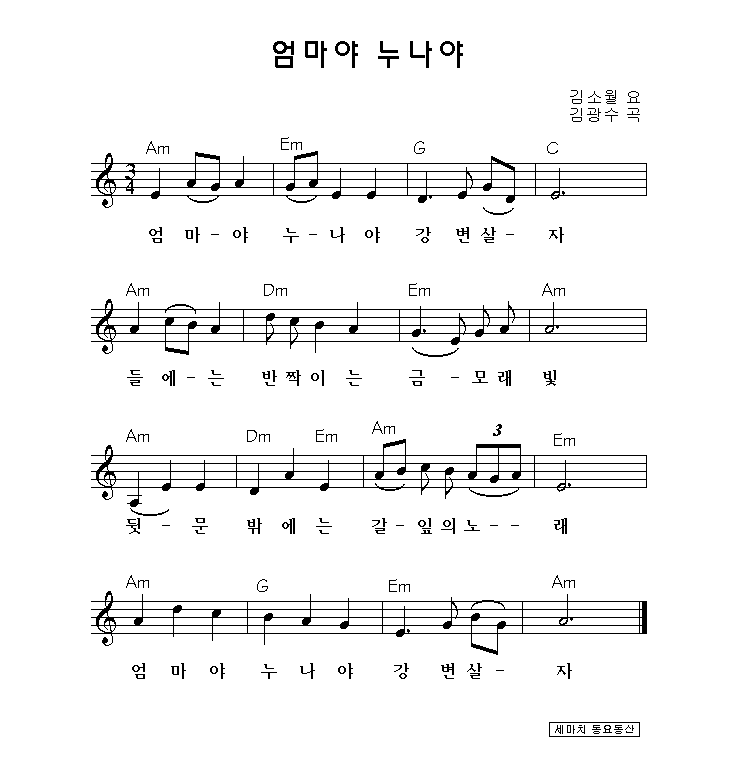 엄마야 누나야
김소월 요
김광수 곡
Am Em G C
3
4
엄 마-야 누-나 야 강 변 살- 자
Am Dm Em Am
들 에-는 반 짝 이 는 금 - 모 래 빛
Am Dm Em Am 3 Em
뒷 - 문 밖 에 는 갈-잎 의 노-- 래
Am G Em Am
엄 마 야 누 나 야 강 변 살- 자
세마치 동요동산